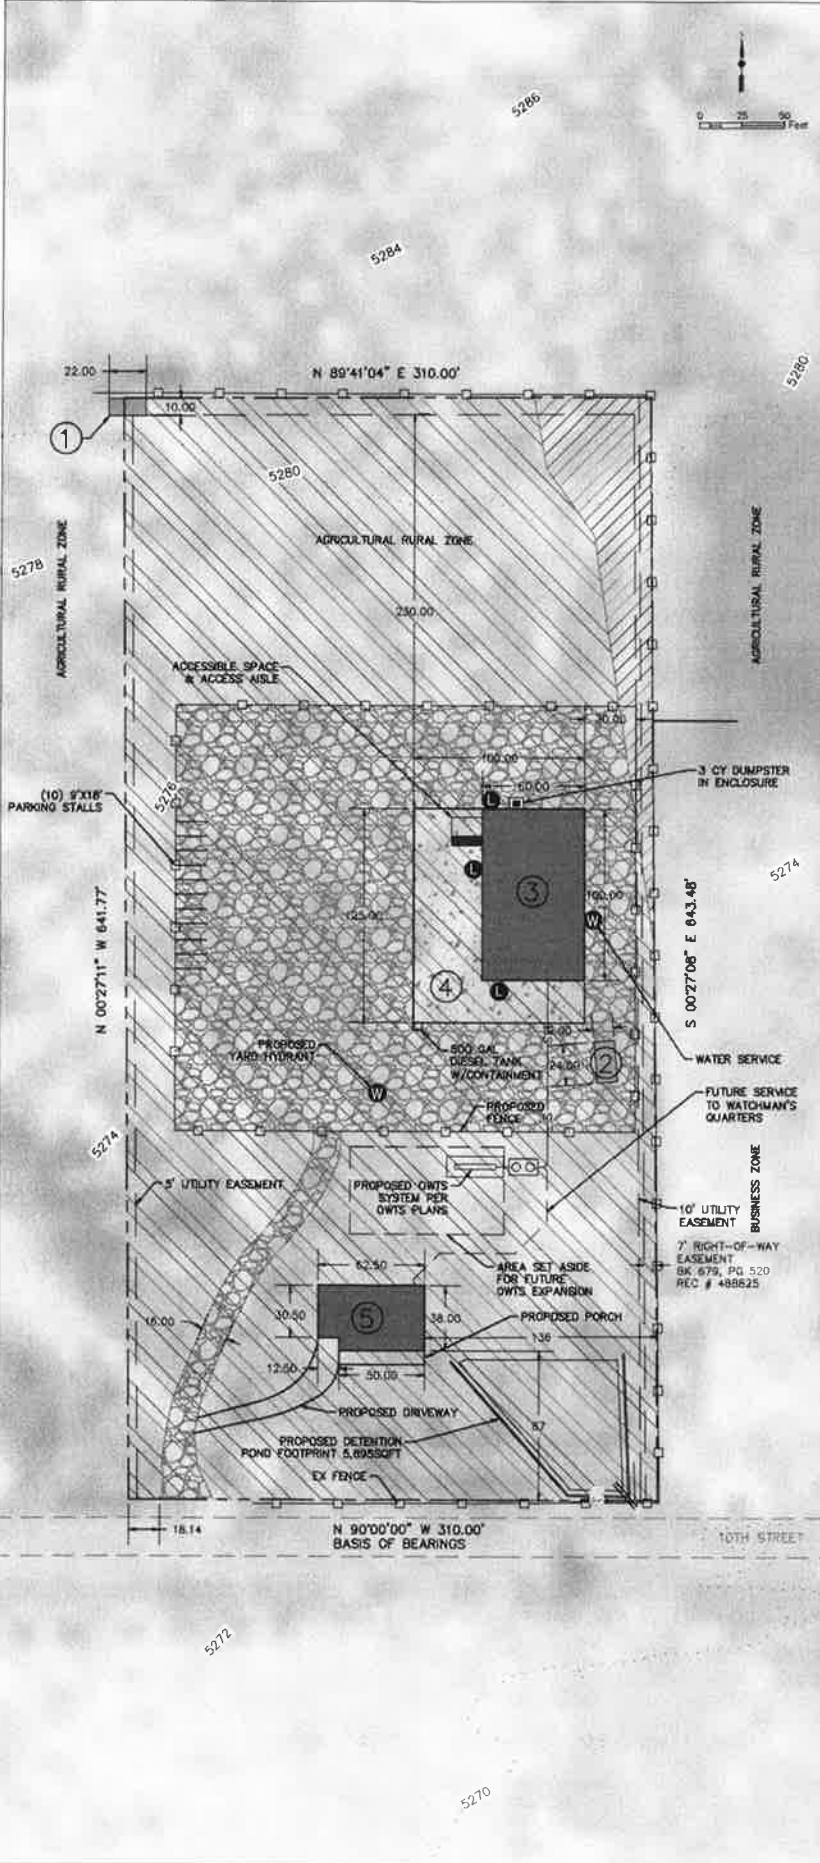 5286
0 25 50
Feet
5284
5280
22.00
N 89°41'04" E 310.00'
10.00
1
5280
AGRICULTURAL RURAL ZONE
5278
AGRICULTURAL RURAL ZONE
AGRICULTURAL RURAL ZONE
230.00
ACCESSIBLE SPACE
& ACCESS AISLE
30.00
100.00
60.00
3 CY DUMPSTER
IN ENCLOSURE
(10) 9'X18'
PARKING STALLS
5276
L
L
3
100.00
125.00
W
5274
N 00°27'11" W 641.77'
S 00°27'08" E 643.48'
4
L
PROPOSED
YARD HYDRANT
500 GAL
DIESEL TANK
W/CONTAINMENT
24.00
2
WATER SERVICE
W
PROPOSED
FENCE
FUTURE SERVICE
TO WATCHMAN'S
QUARTERS
5274
5' UTILITY EASEMENT
PROPOSED OWTS
SYSTEM PER
OWTS PLANS
BUSINESS ZONE
10' UTILITY
EASEMENT
7' RIGHT-OF-WAY
EASEMENT
BK 679, PG 520
REC # 488825
AREA SET ASIDE
FOR FUTURE
OWTS EXPANSION
62.50
30.50
5
38.00
PROPOSED PORCH
16.00
136
12.50
50.00
PROPOSED DRIVEWAY
87
PROPOSED DETENTION
POND FOOTPRINT 5,895SQFT
EX FENCE
18.14
N 90°00'00" W 310.00'
BASIS OF BEARINGS
10TH STREET
5272
5270